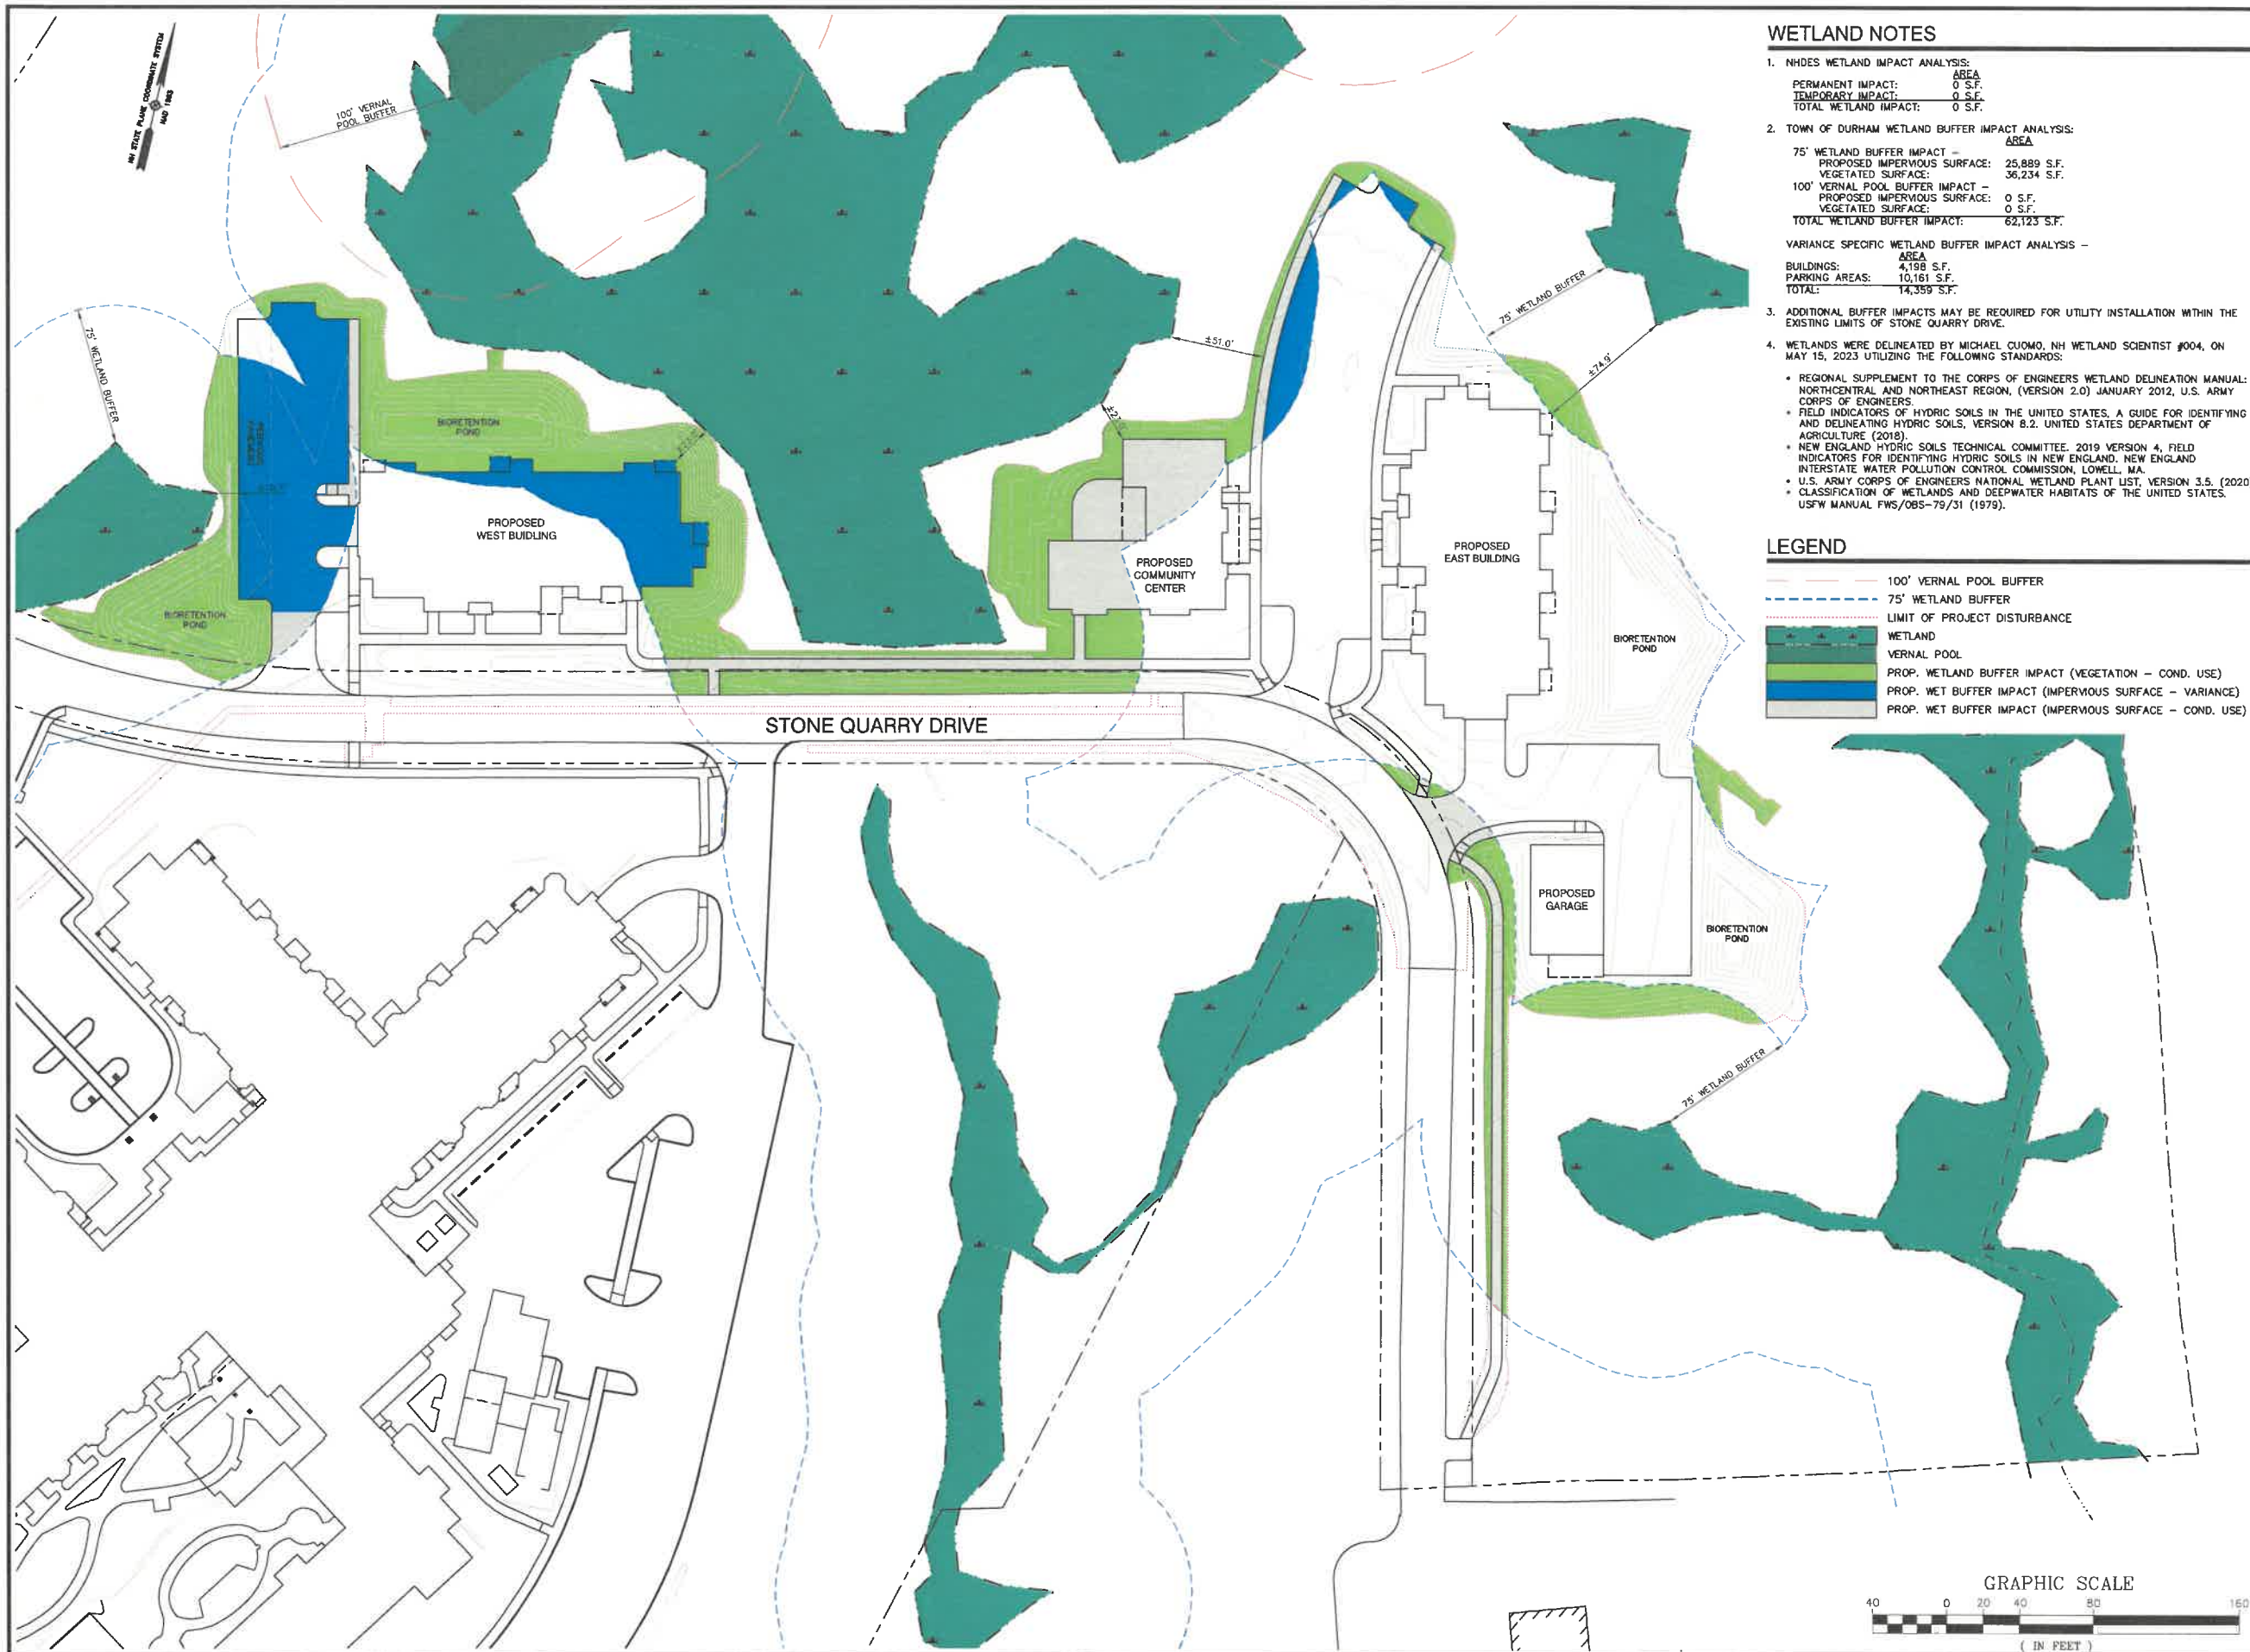 WETLAND NOTES
1. NHDES WETLAND IMPACT ANALYSIS:
AREA
PERMANENT IMPACT: 0 S.F.
TEMPORARY IMPACT: 0 S.F.
TOTAL WETLAND IMPACT: 0 S.F.
2. TOWN OF DURHAM WETLAND BUFFER IMPACT ANALYSIS:
AREA
75' WETLAND BUFFER IMPACT –
PROPOSED IMPERVIOUS SURFACE: 25,889 S.F.
VEGETATED SURFACE: 36,234 S.F.
100' VERNAL POOL BUFFER IMPACT –
PROPOSED IMPERVIOUS SURFACE: 0 S.F.
VEGETATED SURFACE: 0 S.F.
TOTAL WETLAND BUFFER IMPACT: 62,123 S.F.
VARIANCE SPECIFIC WETLAND BUFFER IMPACT ANALYSIS –
AREA
BUILDINGS: 4,198 S.F.
PARKING AREAS: 10,161 S.F.
TOTAL: 14,359 S.F.
3. ADDITIONAL BUFFER IMPACTS MAY BE REQUIRED FOR UTILITY INSTALLATION WITHIN THE
EXISTING LIMITS OF STONE QUARRY DRIVE.
4. WETLANDS WERE DELINEATED BY MICHAEL CUOMO, NH WETLAND SCIENTIST #004, ON
MAY 15, 2023 UTILIZING THE FOLLOWING STANDARDS:
• REGIONAL SUPPLEMENT TO THE CORPS OF ENGINEERS WETLAND DELINEATION MANUAL:
NORTHCENTRAL AND NORTHEAST REGION, (VERSION 2.0) JANUARY 2012, U.S. ARMY
CORPS OF ENGINEERS.
• FIELD INDICATORS OF HYDRIC SOILS IN THE UNITED STATES, A GUIDE FOR IDENTIFYING
AND DELINEATING HYDRIC SOILS, VERSION 8.2. UNITED STATES DEPARTMENT OF
AGRICULTURE (2018).
• NEW ENGLAND HYDRIC SOILS TECHNICAL COMMITTEE. 2019 VERSION 4, FIELD
INDICATORS FOR IDENTIFYING HYDRIC SOILS IN NEW ENGLAND. NEW ENGLAND
INTERSTATE WATER POLLUTION CONTROL COMMISSION, LOWELL, MA.
• U.S. ARMY CORPS OF ENGINEERS NATIONAL WETLAND PLANT LIST, VERSION 3.5. (2020
• CLASSIFICATION OF WETLANDS AND DEEPWATER HABITATS OF THE UNITED STATES.
USFW MANUAL FWS/OBS–79/31 (1979).
LEGEND
100' VERNAL POOL BUFFER
75' WETLAND BUFFER
LIMIT OF PROJECT DISTURBANCE
WETLAND
VERNAL POOL
PROP. WETLAND BUFFER IMPACT (VEGETATION – COND. USE)
PROP. WET BUFFER IMPACT (IMPERVIOUS SURFACE – VARIANCE)
PROP. WET BUFFER IMPACT (IMPERVIOUS SURFACE – COND. USE)
NH STATE PLANE COORDINATE SYSTEM
NAD 1983
100' VERNAL
POOL BUFFER
75' WETLAND BUFFER
75' WETLAND BUFFER
±51.0'
±74.9'
BIORETENTION
POND
PROPOSED
WEST BUIDLING
BIORETENTION
POND
PROPOSED
COMMUNITY
CENTER
PROPOSED
EAST BUILDING
BIORETENTION
POND
STONE QUARRY DRIVE
PROPOSED
GARAGE
BIORETENTION
POND
75' WETLAND BUFFER
GRAPHIC SCALE
40 0 20 40 80 160
( IN FEET )